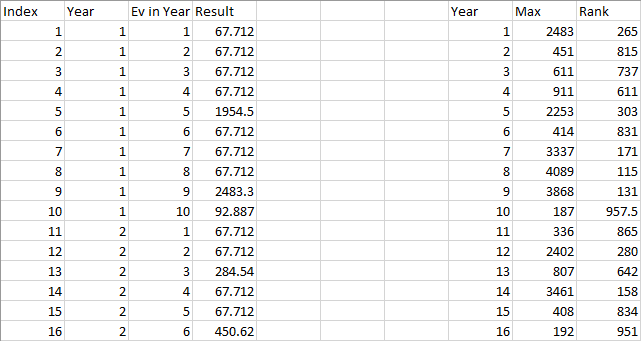 Index Year Ev in Year Result Year Max Rank
1 1 1 67.712 1 2483 265
2 1 2 67.712 2 451 815
3 1 3 67.712 3 611 737
4 1 4 67.712 4 911 611
5 1 5 1954.5 5 2253 303
6 1 6 67.712 6 414 831
7 1 7 67.712 7 3337 171
8 1 8 67.712 8 4089 115
9 1 9 2483.3 9 3868 131
10 1 10 92.887 10 187 957.5
11 2 1 67.712 11 336 865
12 2 2 67.712 12 2402 280
13 2 3 284.54 13 807 642
14 2 4 67.712 14 3461 158
15 2 5 67.712 15 408 834
16 2 6 450.62 16 192 951